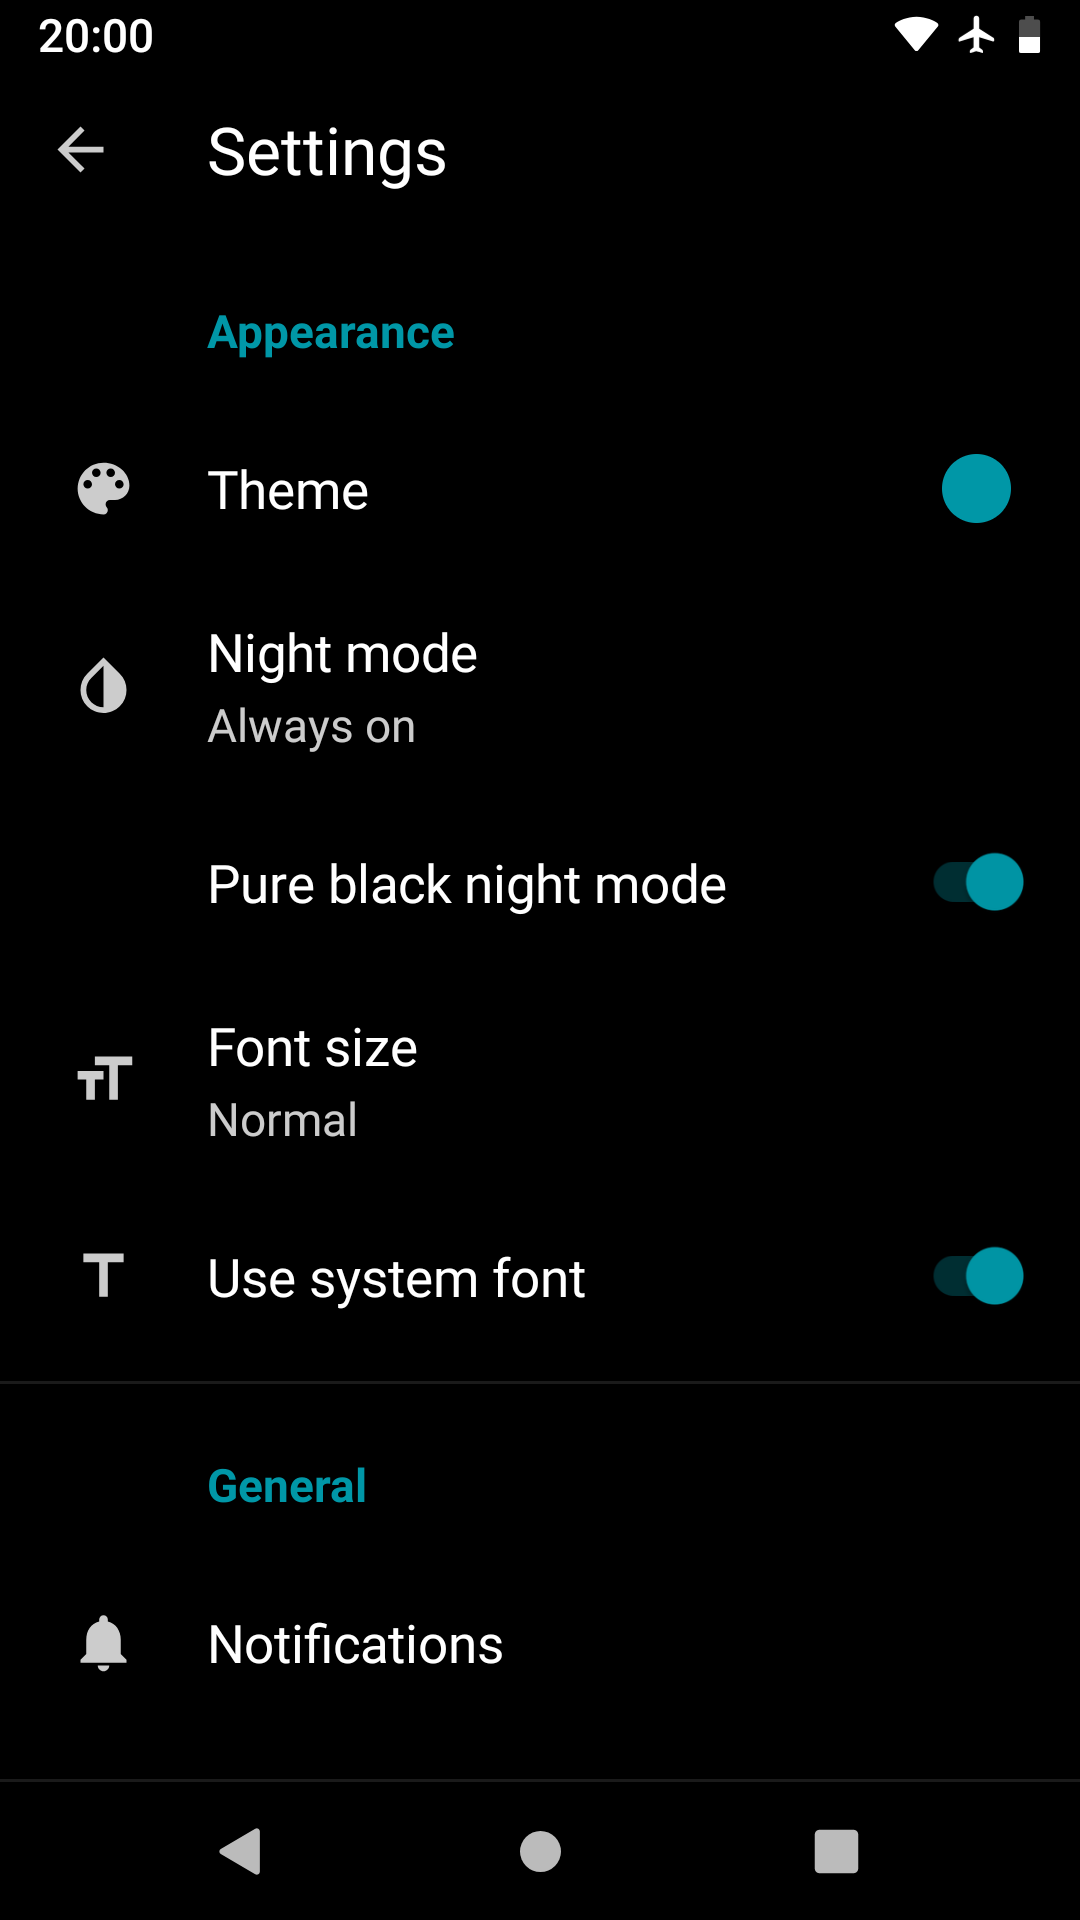 20:00
Settings
Appearance
Theme
Night mode
Always on
Pure black night mode
Font size
Normal
Use system font
General
Notifications